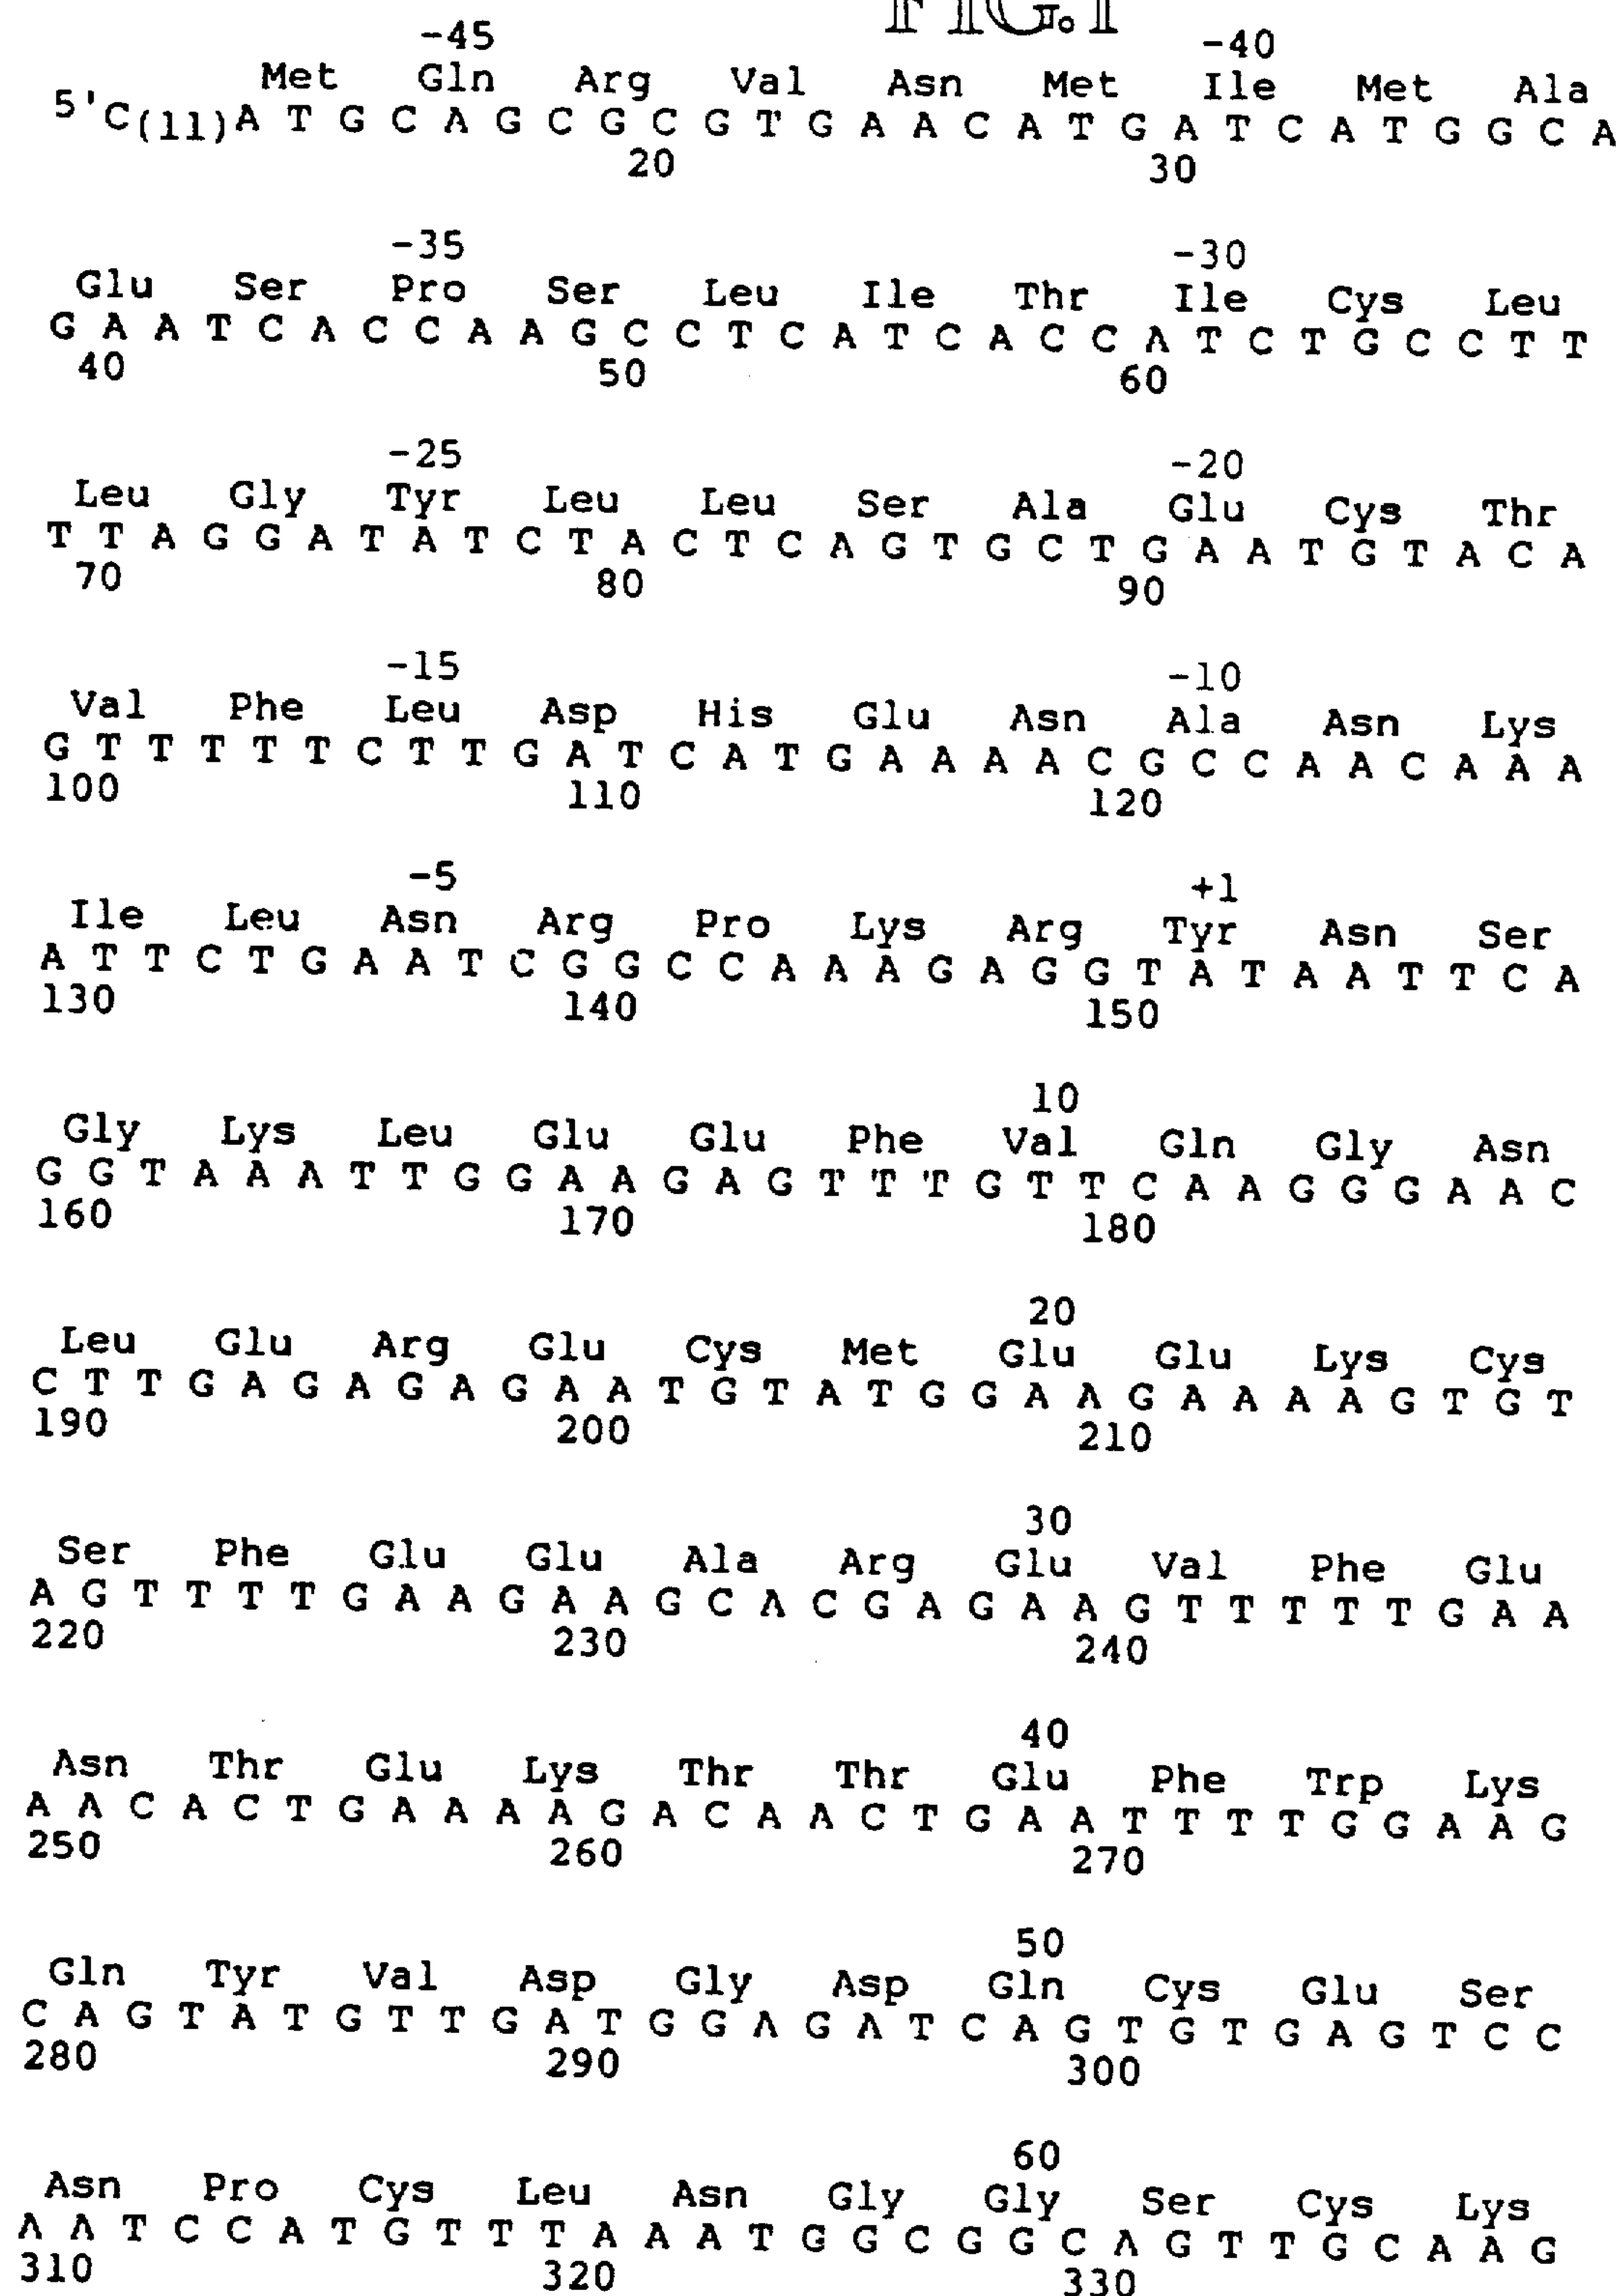 FIG.1
-45 -40
Met Gln Arg Val Asn Met Ile Met Ala
5'C(11)A T G C A G C G C G T G A A C A T G A T C A T G G C A
20 30
-35 -30
Glu Ser Pro Ser Leu Ile Thr Ile Cys Leu
G A A T C A C C A A G C C T C A T C A C C A T C T G C C T T
40 50 60
-25 -20
Leu Gly Tyr Leu Leu Ser Ala Glu Cys Thr
T T A G G A T A T C T A C T C A G T G C T G A A T G T A C A
70 80 90
-15 -10
Val Phe Leu Asp His Glu Asn Ala Asn Lys
G T T T T T C T T G A T C A T G A A A A C G C C A A C A A A
100 110 120
-5 +1
Ile Leu Asn Arg Pro Lys Arg Tyr Asn Ser
A T T C T G A A T C G G C C A A A G A G G T A T A A T T C A
130 140 150
10
Gly Lys Leu Glu Glu Phe Val Gln Gly Asn
G G T A A A T T G G A A G A G T T T G T T C A A G G G A A C
160 170 180
20
Leu Glu Arg Glu Cys Met Glu Glu Lys Cys
C T T G A G A G A G A A T G T A T G G A A G A A A A G T G T
190 200 210
30
Ser Phe Glu Glu Ala Arg Glu Val Phe Glu
A G T T T T G A A G A A G C A C G A G A A G T T T T T G A A
220 230 240
40
Asn Thr Glu Lys Thr Thr Glu Phe Trp Lys
A A C A C T G A A A A G A C A A C T G A A T T T T G G A A G
250 260 270
50
Gln Tyr Val Asp Gly Asp Gln Cys Glu Ser
C A G T A T G T T G A T G G A G A T C A G T G T G A G T C C
280 290 300
60
Asn Pro Cys Leu Asn Gly Gly Ser Cys Lys
A A T C C A T G T T T A A A T G G C G G C A G T T G C A A G
310 320 330